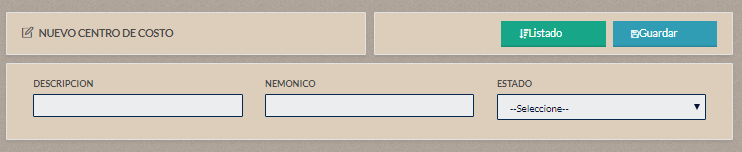 NUEVO CENTRO DE COSTO
Listado
Guardar
DESCRIPCION
NEMONICO
ESTADO
--Seleccione--